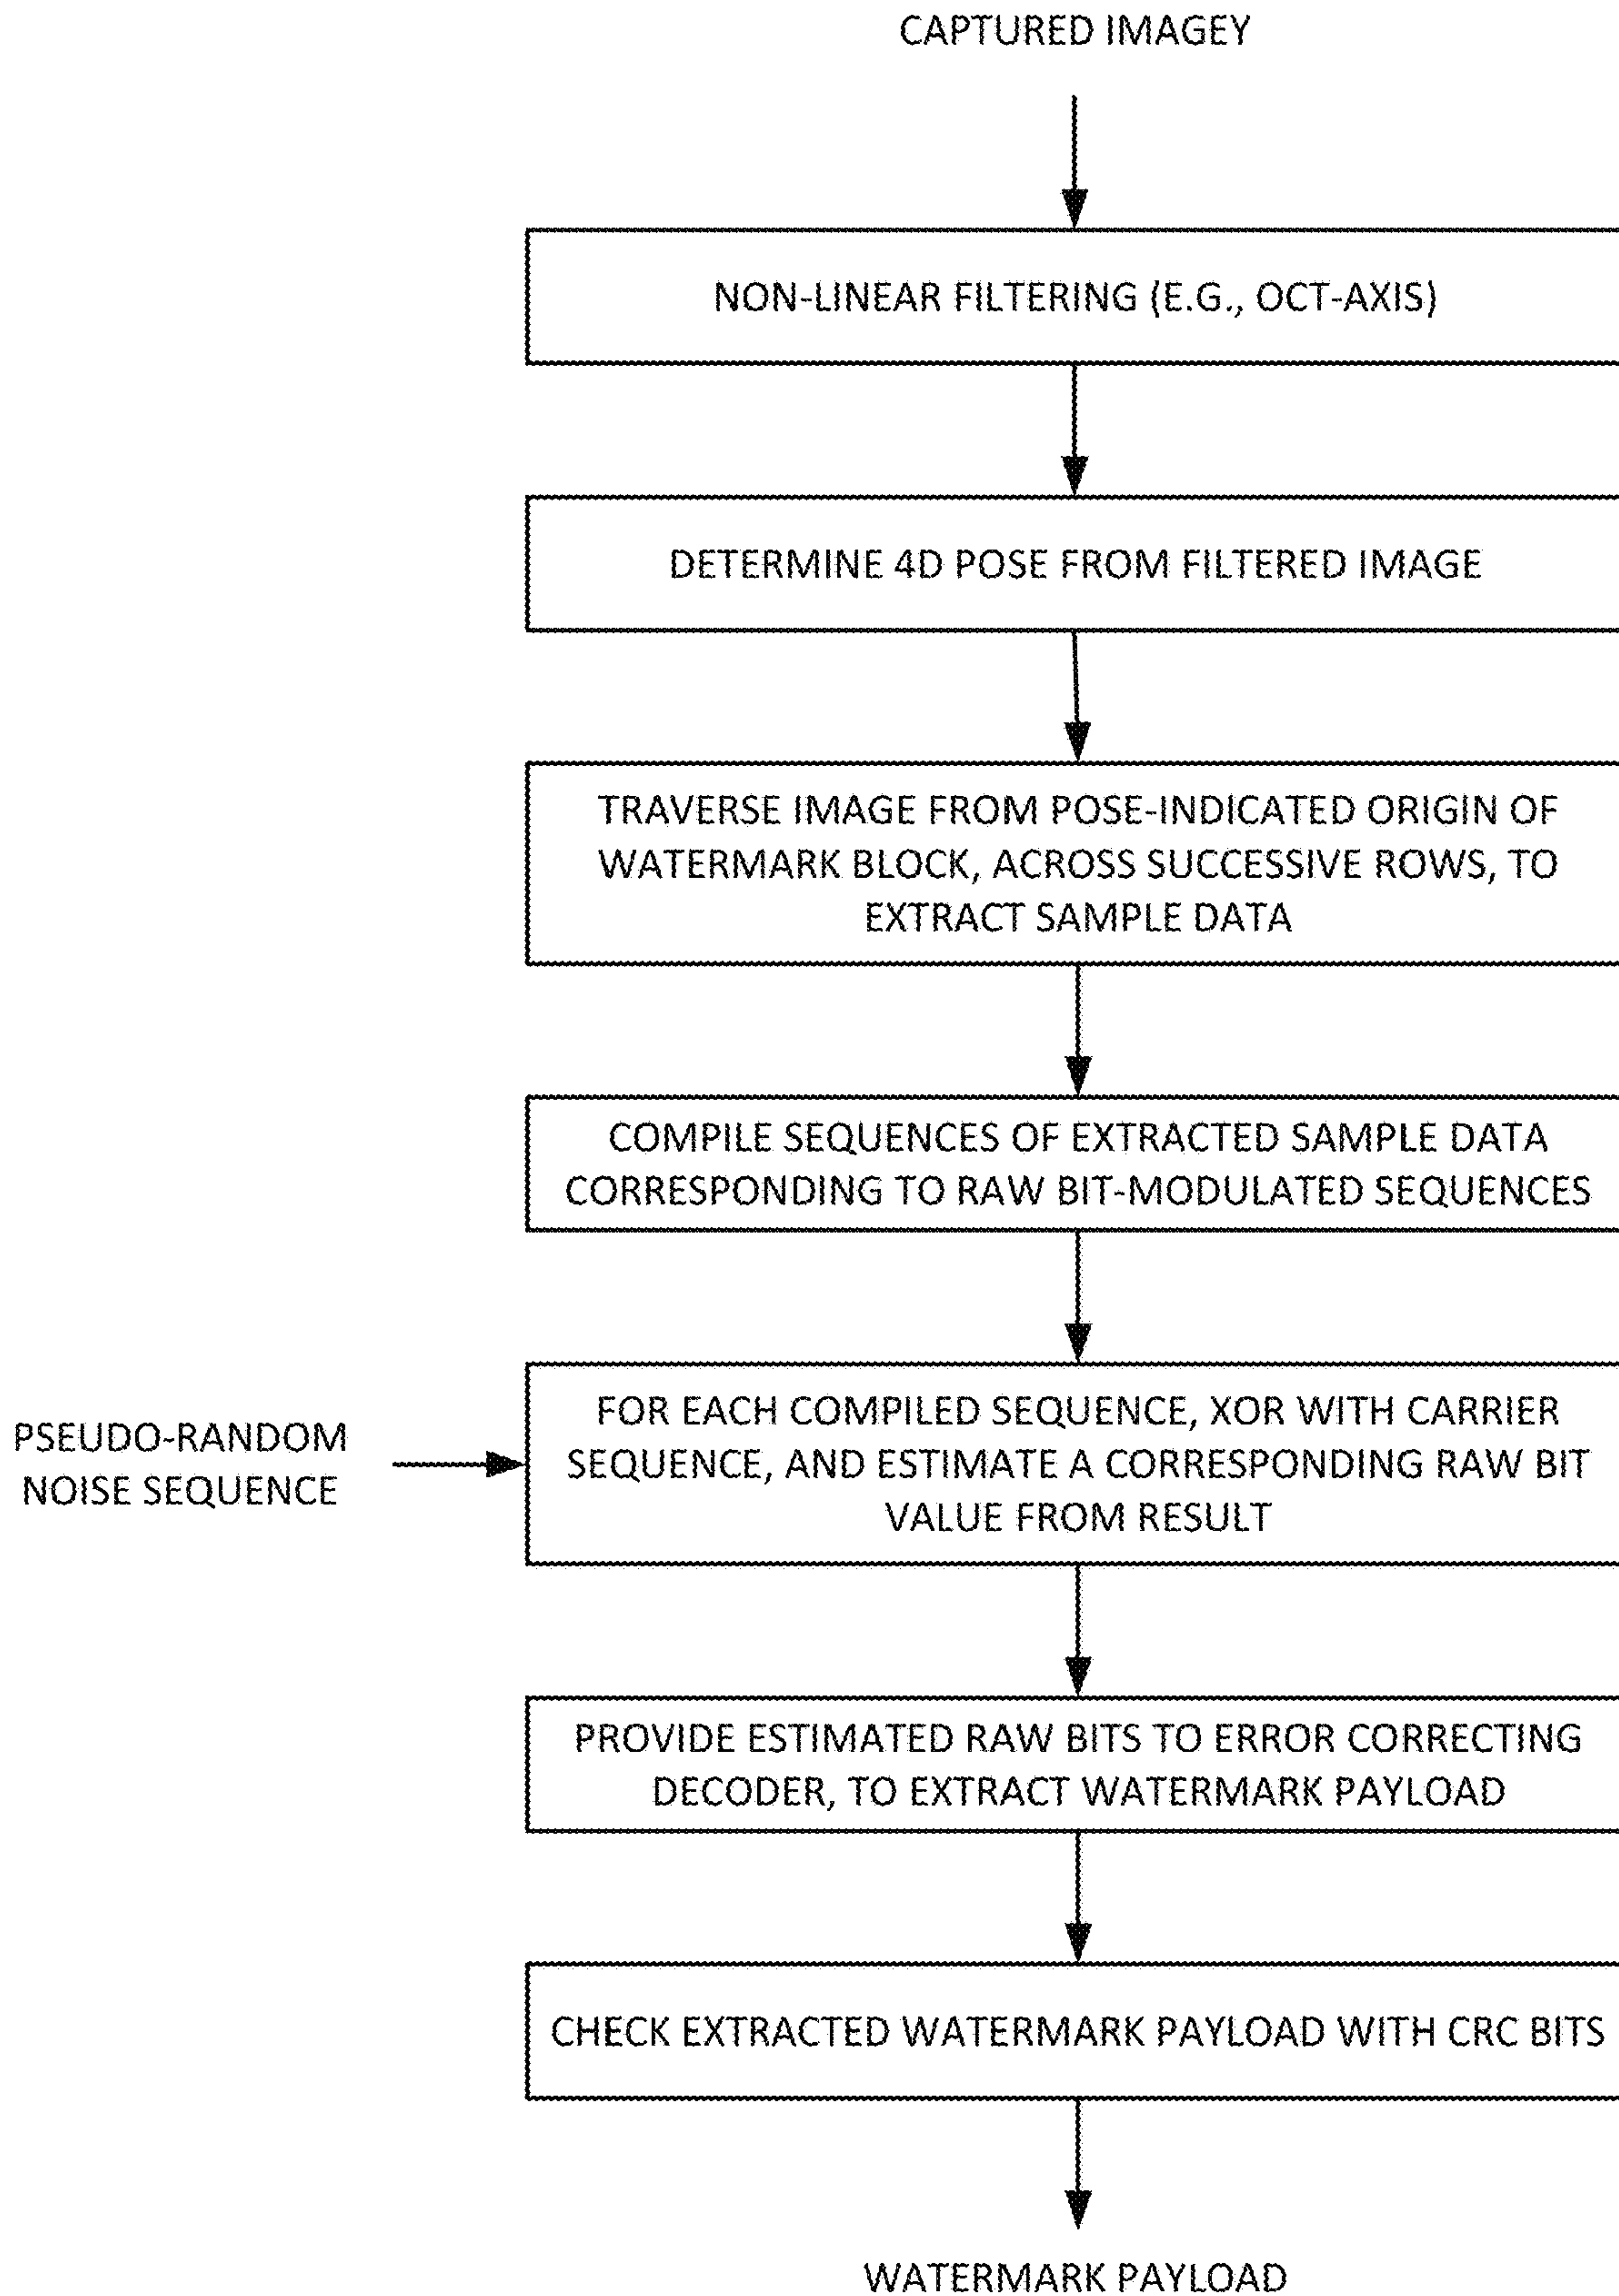 CAPTURED IMAGEY
NON-LINEAR FILTERING (E.G., OCT-AXIS)
DETERMINE 4D POSE FROM FILTERED IMAGE
TRAVERSE IMAGE FROM POSE-INDICATED ORIGIN OF
WATERMARK BLOCK, ACROSS SUCCESSIVE ROWS, TO
EXTRACT SAMPLE DATA
COMPILE SEQUENCES OF EXTRACTED SAMPLE DATA
CORRESPONDING TO RAW BIT-MODULATED SEQUENCES
PSEUDO-RANDOM
NOISE SEQUENCE
FOR EACH COMPILED SEQUENCE, XOR WITH CARRIER
SEQUENCE, AND ESTIMATE A CORRESPONDING RAW BIT
VALUE FROM RESULT
PROVIDE ESTIMATED RAW BITS TO ERROR CORRECTING
DECODER, TO EXTRACT WATERMARK PAYLOAD
CHECK EXTRACTED WATERMARK PAYLOAD WITH CRC BITS
WATERMARK PAYLOAD